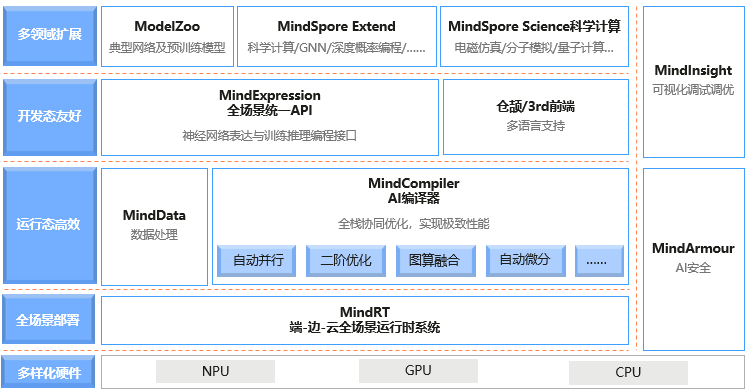 多领域扩展
ModelZoo
典型网络及预训练模型
MindSpore Extend
科学计算/GNN/深度概率编程/......
MindSpore Science科学计算
电磁仿真/分子模拟/量子计算...
MindInsight
可视化调试调优
开发态友好
MindExpression
全场景统一API
神经网络表达与训练推理编程接口
仓颉/3rd前端
多语言支持
运行态高效
MindData
数据处理
MindCompiler
AI编译器
全栈协同优化，实现极致性能
自动并行
二阶优化
图算融合
自动微分
......
MindArmour
AI安全
全场景部署
MindRT
端-边-云全场景运行时系统
多样化硬件
NPU
GPU
CPU